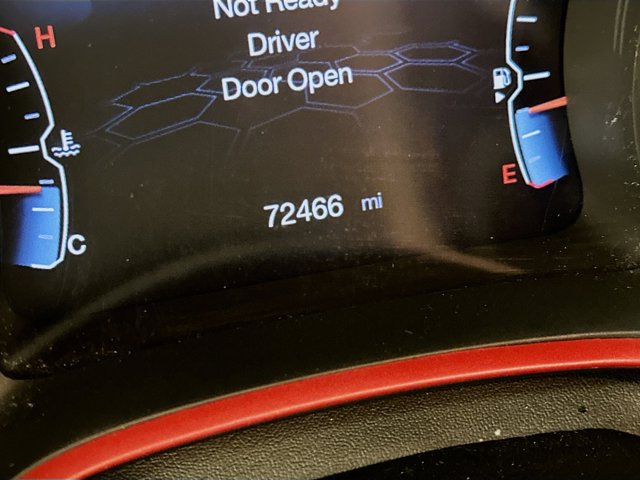 Not Ready
H
Driver
Door Open
E
72466 mi
C